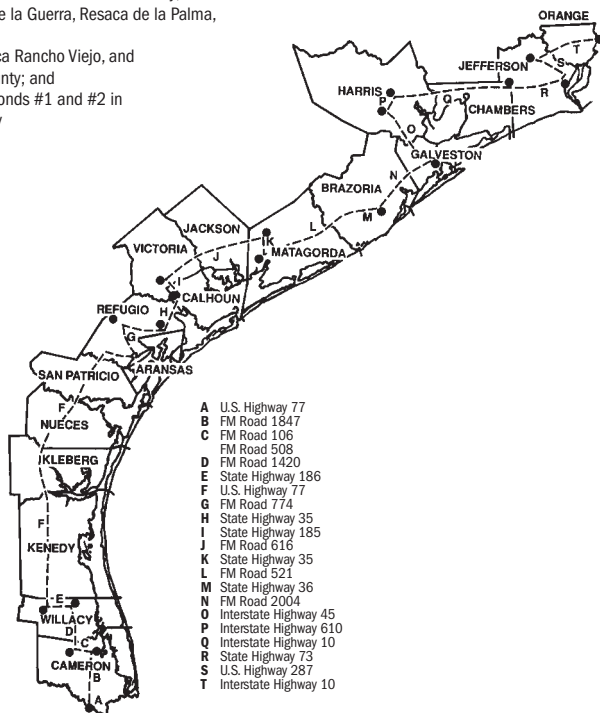 e la Guerra, Resaca de la Palma,
ca Rancho Viejo, and
nty; and
onds #1 and #2 in
ORANGE
T
JEFFERSON
S
HARRIS
P
Q
R
CHAMBERS
O
GALVESTON
N
BRAZORIA
M
JACKSON
L
K
VICTORIA
J
MATAGORDA
I
CALHOUN
REFUGIO
H
G
ARANSAS
SAN PATRICIO
F
NUECES
KLEBERG
F
KENEDY
E
WILLACY
D
C
CAMERON
B
A
A U.S. Highway 77
B FM Road 1847
C FM Road 106
FM Road 508
D FM Road 1420
E State Highway 186
F U.S. Highway 77
G FM Road 774
H State Highway 35
I State Highway 185
J FM Road 616
K State Highway 35
L FM Road 521
M State Highway 36
N FM Road 2004
O Interstate Highway 45
P Interstate Highway 610
Q Interstate Highway 10
R State Highway 73
S U.S. Highway 287
T Interstate Highway 10